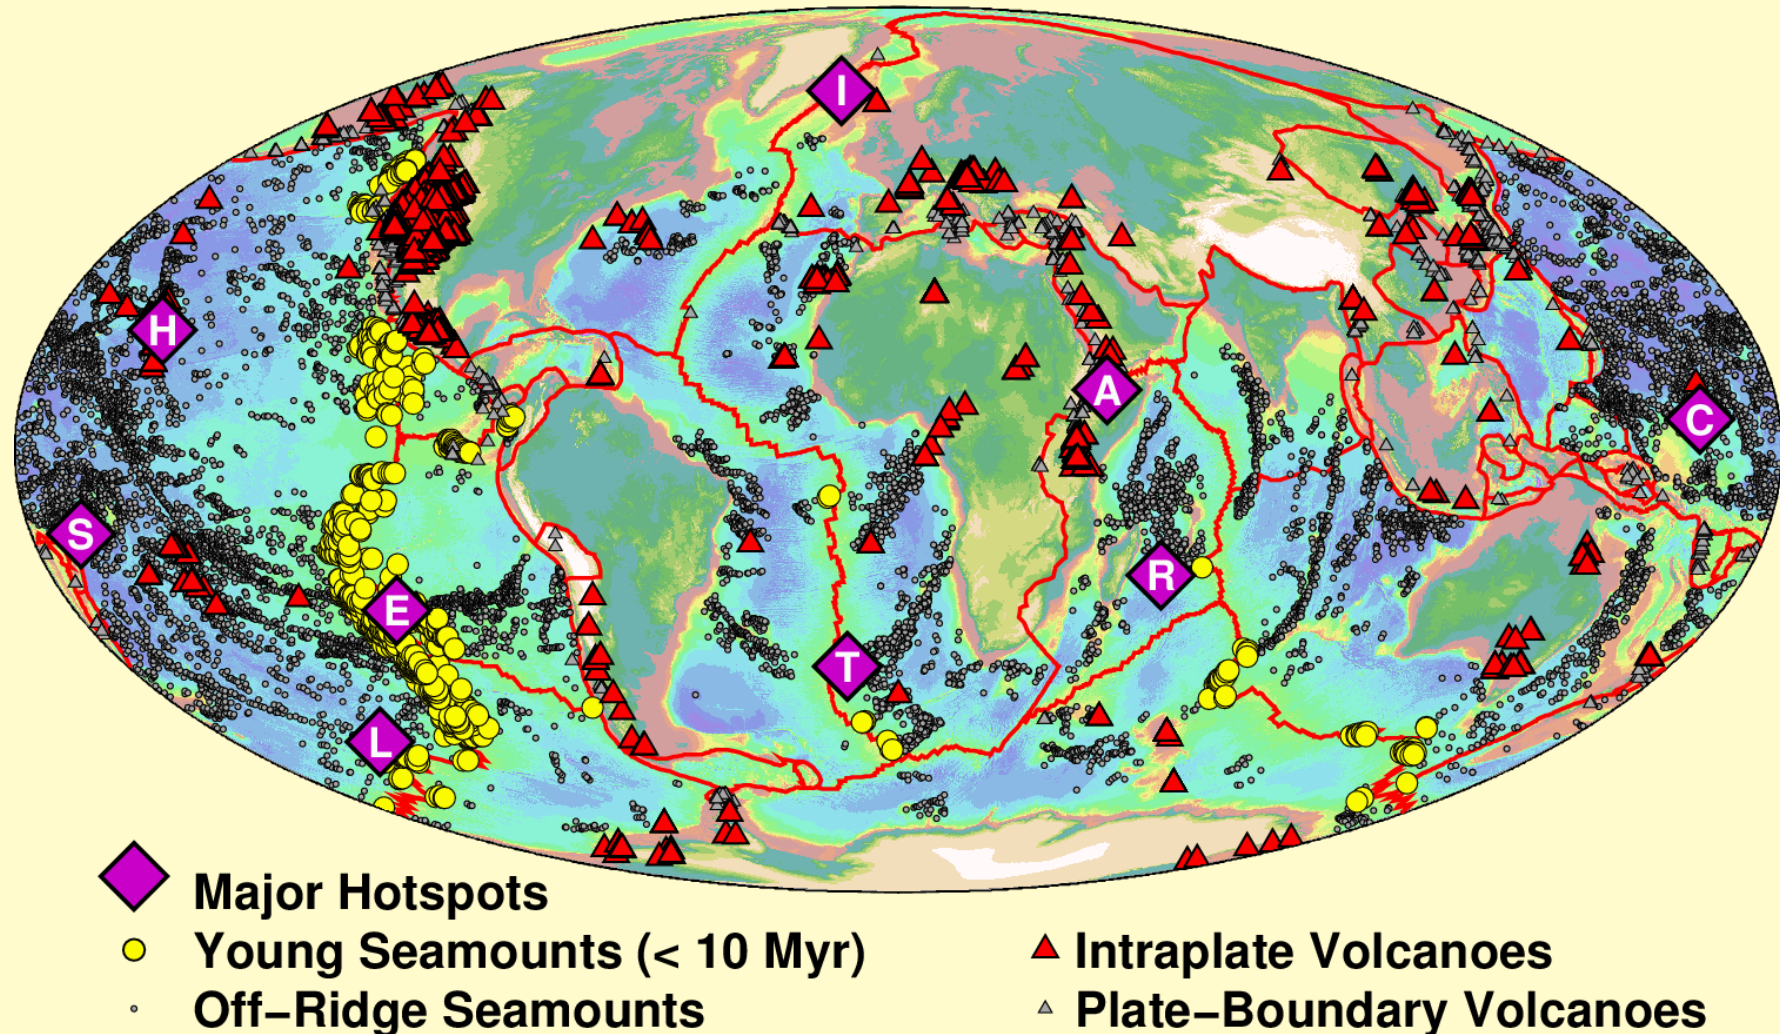 I
H
A
C
S
R
E
T
L
Major Hotspots
Young Seamounts (< 10 Myr)
Intraplate Volcanoes
Off−Ridge Seamounts
Plate−Boundary Volcanoes